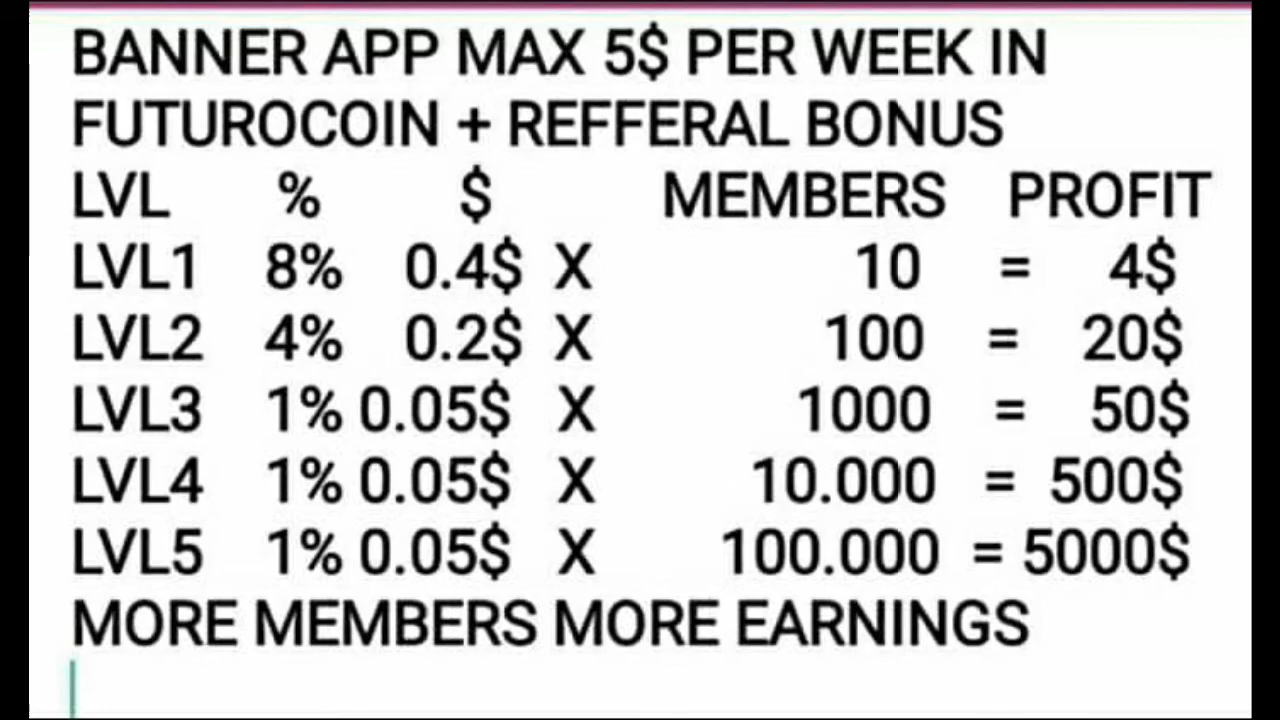 BANNER APP MAX 5$ PER WEEK IN
FUTUROCOIN + REFFERAL BONUS
LVL % $ MEMBERS PROFIT
LVL1 8% 0.4$ X 10 = 4$
LVL2 4% 0.2$ X 100 = 20$
LVL3 1% 0.05$ X 1000 = 50$
LVL4 1% 0.05$ X 10.000 = 500$
LVL5 1% 0.05$ X 100.000 = 5000$
MORE MEMBERS MORE EARNINGS